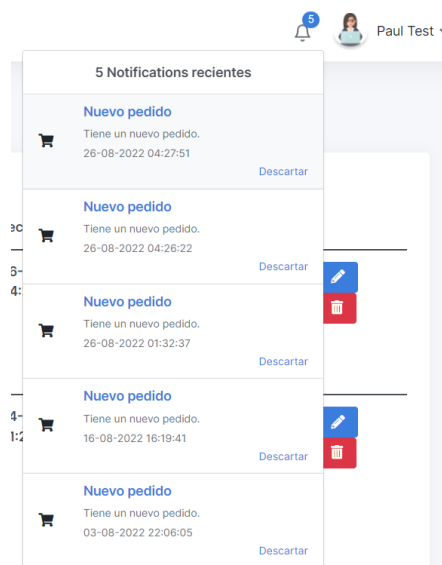 5
Paul Test
5 Notifications recientes
Nuevo pedido
Tiene un nuevo pedido.
26-08-2022 04:27:51
Descartar
Nuevo pedido
Tiene un nuevo pedido.
26-08-2022 04:26:22
Descartar
Nuevo pedido
Tiene un nuevo pedido.
26-08-2022 01:32:37
Descartar
Nuevo pedido
Tiene un nuevo pedido.
16-08-2022 16:19:41
Descartar
Nuevo pedido
Tiene un nuevo pedido.
03-08-2022 22:06:05
Descartar